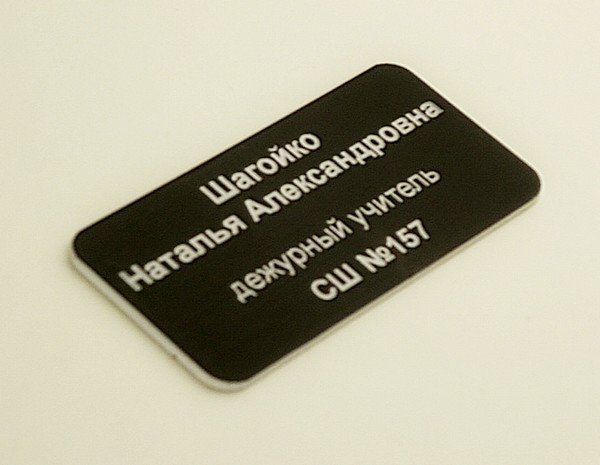 Шагойко
Наталья Александровна
дежурный учитель
СШ №157